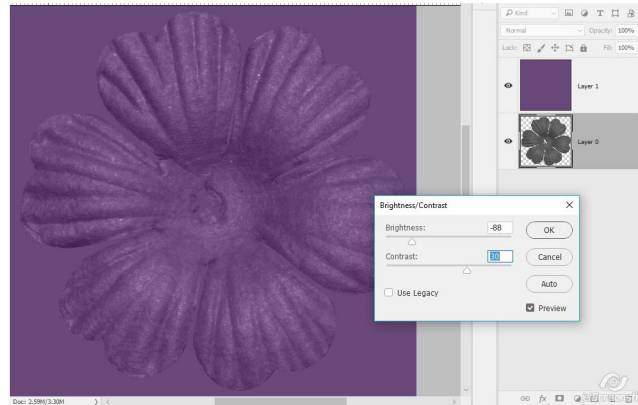 Kind
Normal
Opacity: 100%
Lock:
Fill: 100%
Layer 1
Layer 0
Brightness/Contrast
Brightness: -88
OK
Contrast: 30
Cancel
Auto
Use Legacy
Preview
Doc: 2.59M/3.30M
fx